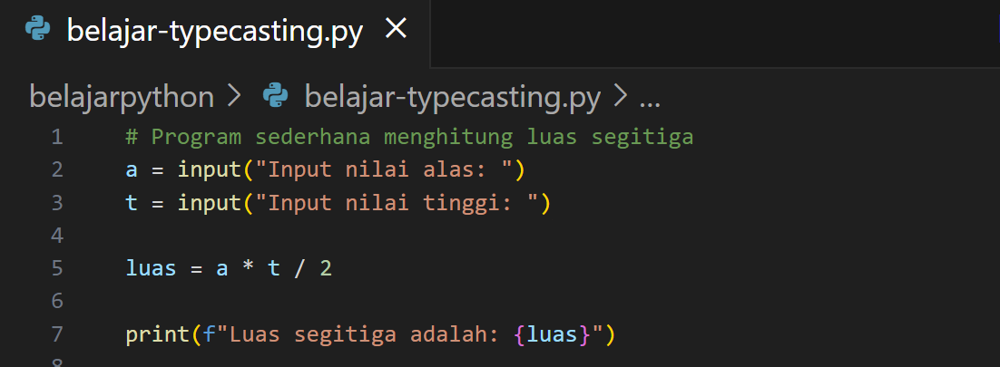 belajar-typecasting.py ×
belajarpython > belajar-typecasting.py > ...
1 # Program sederhana menghitung luas segitiga
2 a = input("Input nilai alas: ")
3 t = input("Input nilai tinggi: ")
4
5 luas = a * t / 2
6
7 print(f"Luas segitiga adalah: {luas}")
8